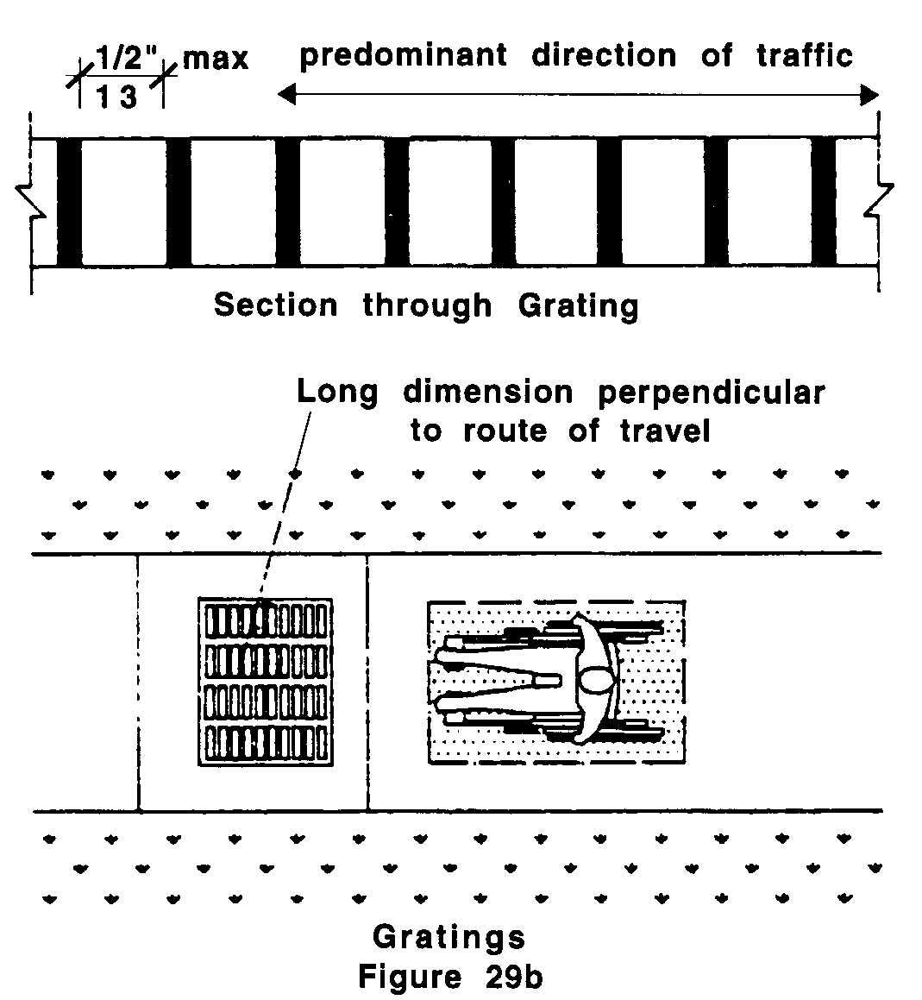 1/2" max
13
predominant direction of traffic
Section through Grating
Long dimension perpendicular
to route of travel
Gratings
Figure 29b